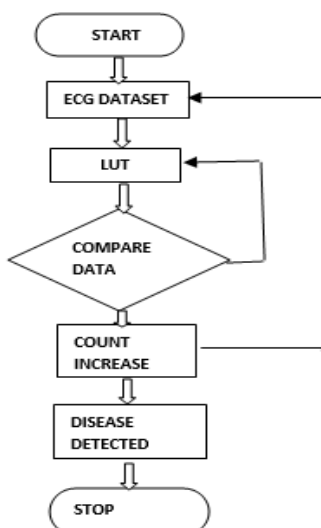 START
ECG DATASET
LUT
COMPARE
DATA
COUNT
INCREASE
DISEASE
DETECTED
STOP